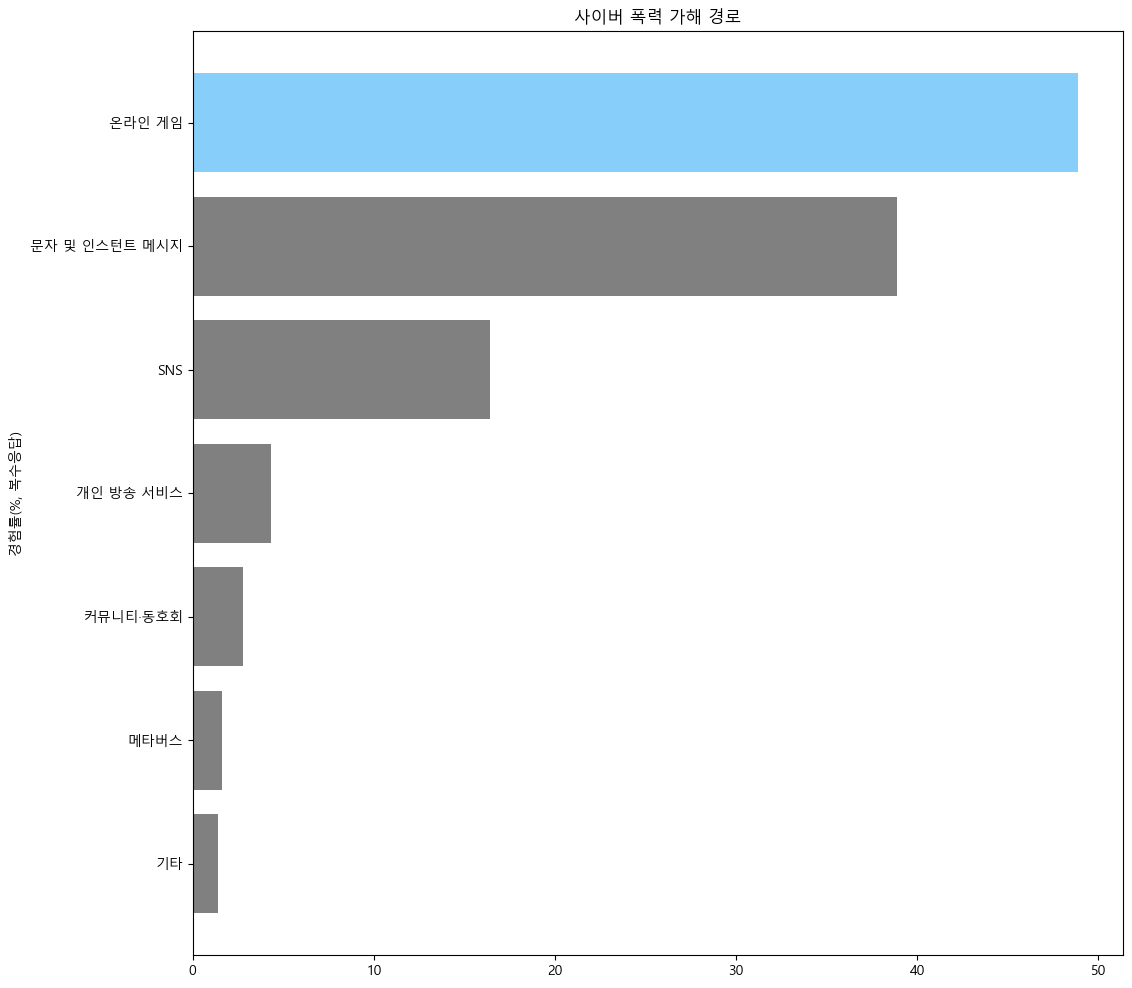 사이버 폭력 가해 경로
온라인 게임
문자 및 인스턴트 메시지
SNS
개인 방송 서비스
커뮤니티·동호회
메타버스
기타
경험률(%, 복수응답)
0 10 20 30 40 50